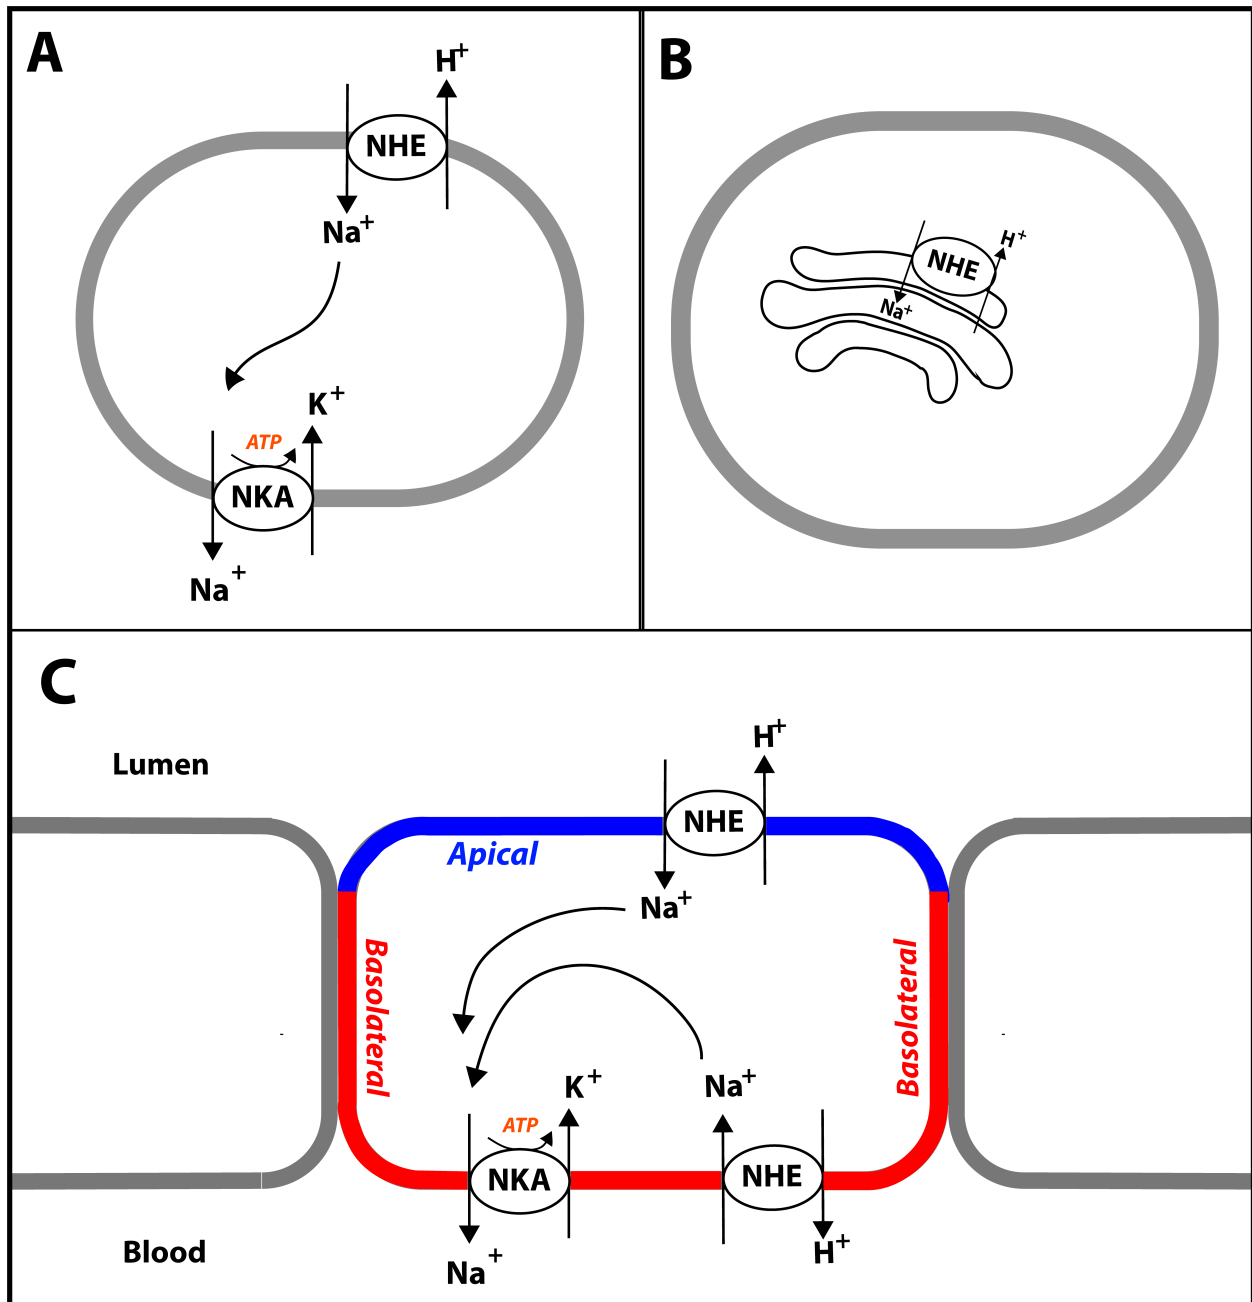 A
H+
NHE
Na+
K+
ATP
NKA
Na+
B
H+
NHE
Na+
C
H+
Lumen
NHE
Apical
Na+
Basolateral
Basolateral
K+
Na+
ATP
NKA
NHE
Blood
H+
Na+